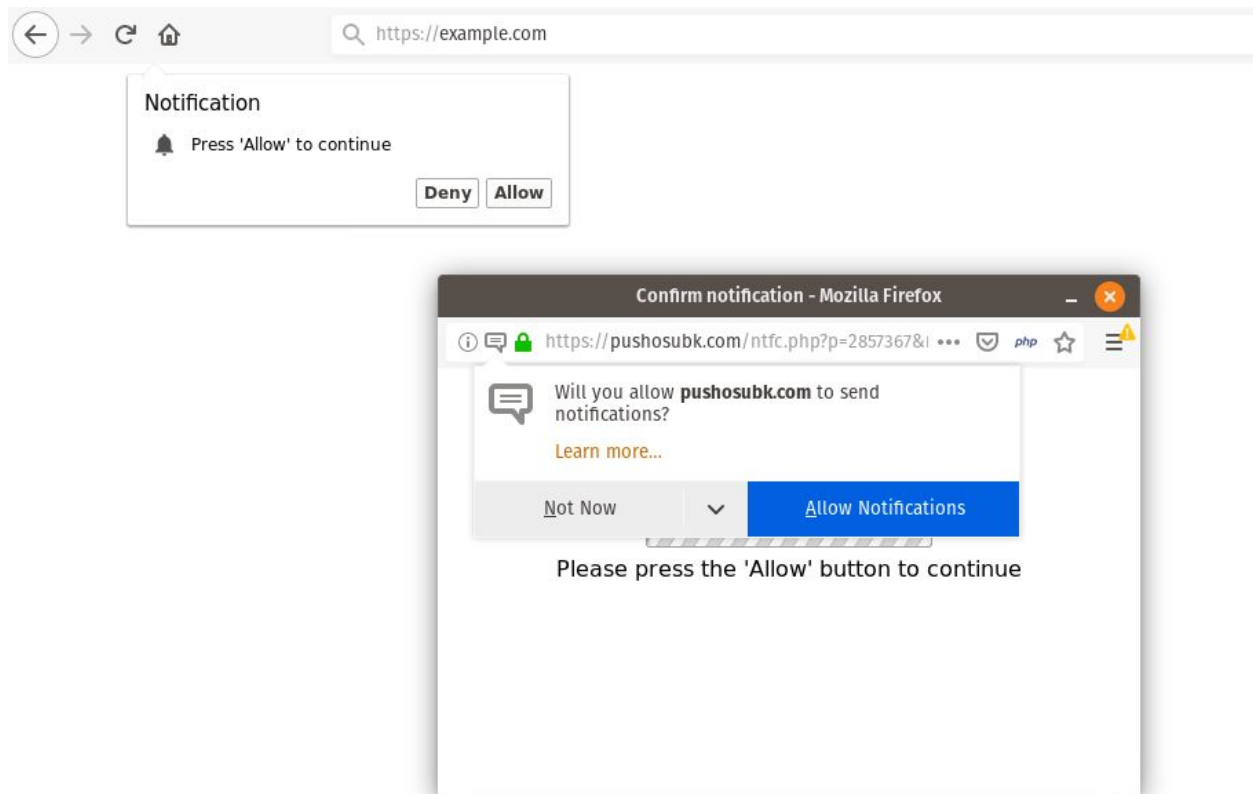 https://example.com
Notification
Press 'Allow' to continue
Deny Allow
Confirm notification - Mozilla Firefox
https://pushosubk.com/ntfc.php?p=2857367& php
Will you allow pushosubk.com to send
notifications?
Learn more...
Not Now Allow Notifications
Please press the 'Allow' button to continue